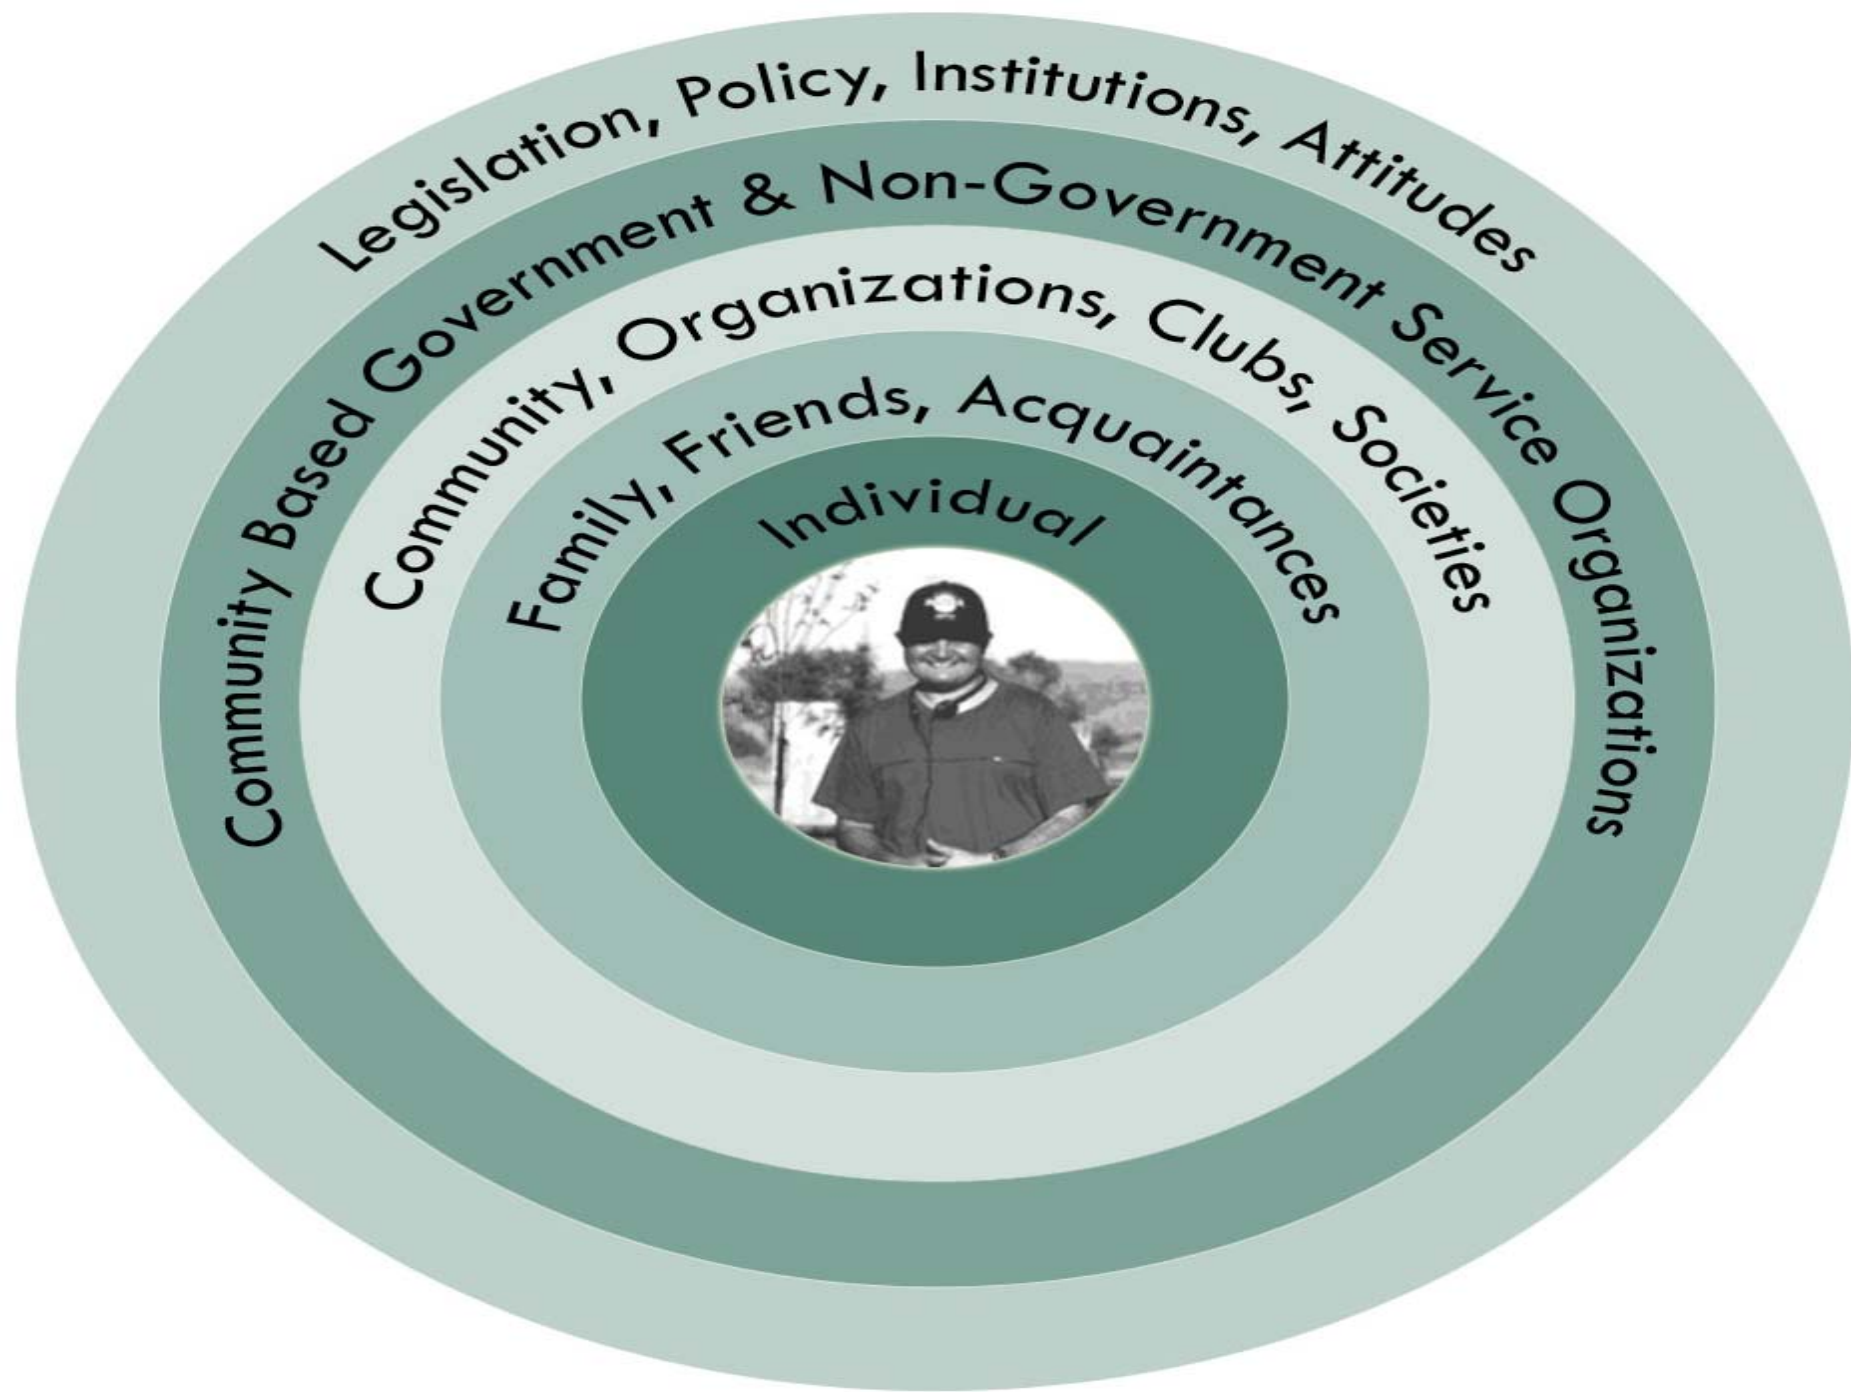 Legislation, Policy, Institutions, Attitudes
Community Based Government & Non-Government Service Organizations
Community, Organizations, Clubs, Societies
Family, Friends, Acquaintances
Individual